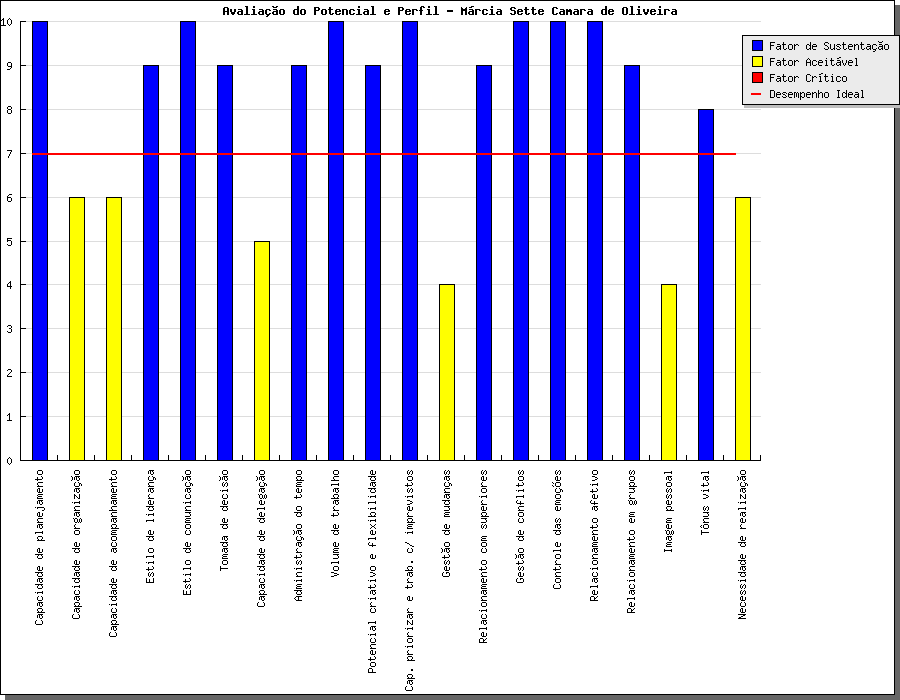 Avaliação do Potencial e Perfil - Márcia Sette Camara de Oliveira
Fator de Sustentação
Fator Aceitável
Fator Crítico
Desempenho Ideal
10
9
8
7
6
5
4
3
2
1
0
Capacidade de planejamento
Capacidade de organização
Capacidade de acompanhamento
Estilo de liderança
Estilo de comunicação
Tomada de decisão
Capacidade de delegação
Administração do tempo
Volume de trabalho
Potencial criativo e flexibilidade
Cap. priorizar e trab. c/ imprevistos
Gestão de mudanças
Relacionamento com superiores
Gestão de conflitos
Controle das emoções
Relacionamento afetivo
Relacionamento em grupos
Imagem pessoal
Tônus vital
Necessidade de realização